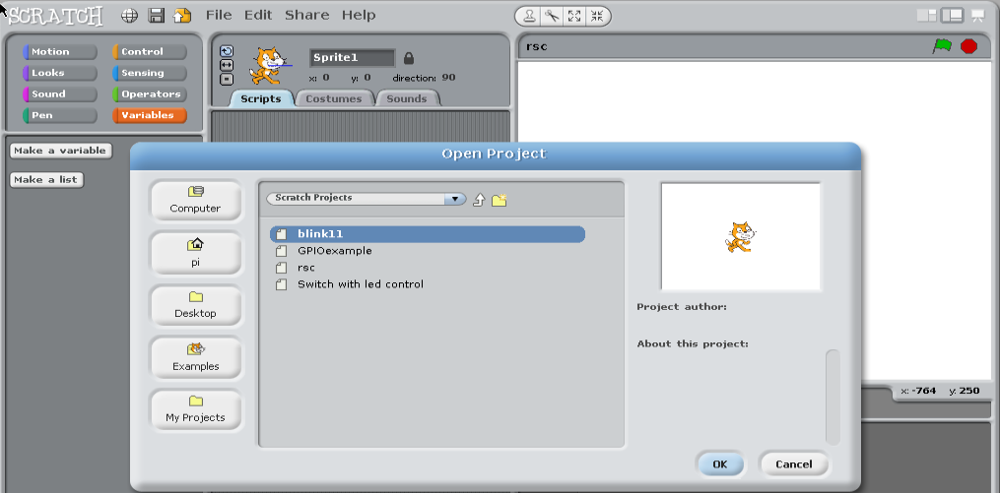 SCRATCH File Edit Share Help
Motion Control
Looks Sensing
Sound Operators
Pen Variables
Make a variable
Make a list
Sprite1
x: 0 y: 0 direction: 90
Scripts Costumes Sounds
rsc
Open Project
Computer
pi
Desktop
Examples
My Projects
Scratch Projects
blink11
GPIOexample
rsc
Switch with led control
Project author:
About this project:
OK Cancel
x: -764 y: 250